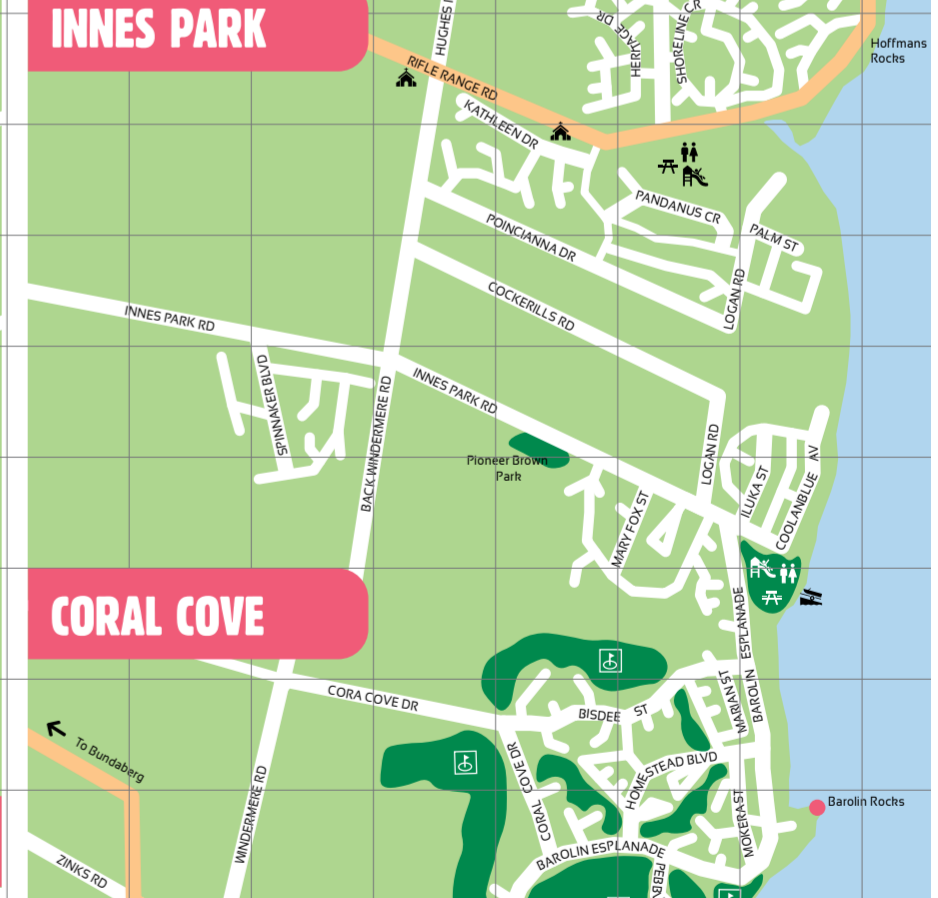 INNES PARK
HUGHES
HERITAGE DR
SHORELINE CR
Hoffmans
Rocks
RIFLE RANGE RD
KATHLEEN DR
PANDANUS CR
POINCIANNA DR
PALM ST
LOGAN RD
COCKERILLS RD
INNES PARK RD
SPINNAKER BLVD
BACK WINDERMERE RD
INNES PARK RD
Pioneer Brown
Park
LOGAN RD
ILUKA ST
COOLANBLUE AV
MARY FOX ST
CORAL COVE
BAROLIN ESPLANADE
MARIAN ST
CORA COVE DR
BISDEE ST
To Bundaberg
HOMESTEAD BLVD
CORAL COVE DR
WINDERMERE RD
Barolin Rocks
MOKERA ST
BAROLIN ESPLANADE
ZINKS RD